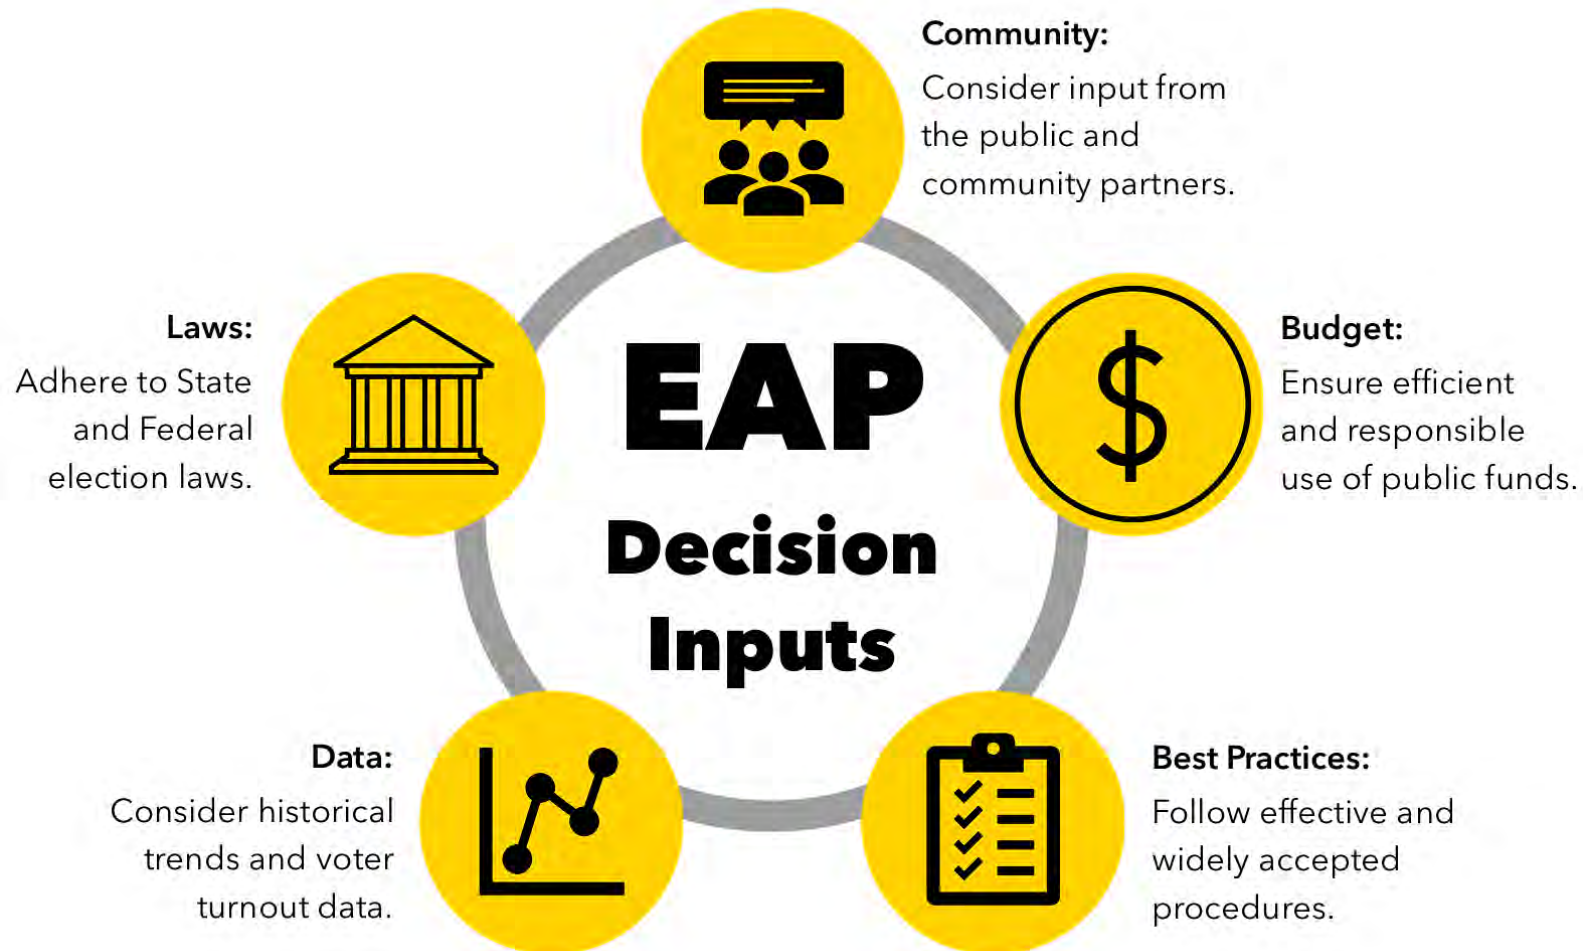 Community:
Consider input from
the public and
community partners.
Laws:
Adhere to State
and Federal
election laws.
EAP
Decision
Inputs
Budget:
Ensure efficient
and responsible
use of public funds.
Data:
Consider historical
trends and voter
turnout data.
Best Practices:
Follow effective and
widely accepted
procedures.